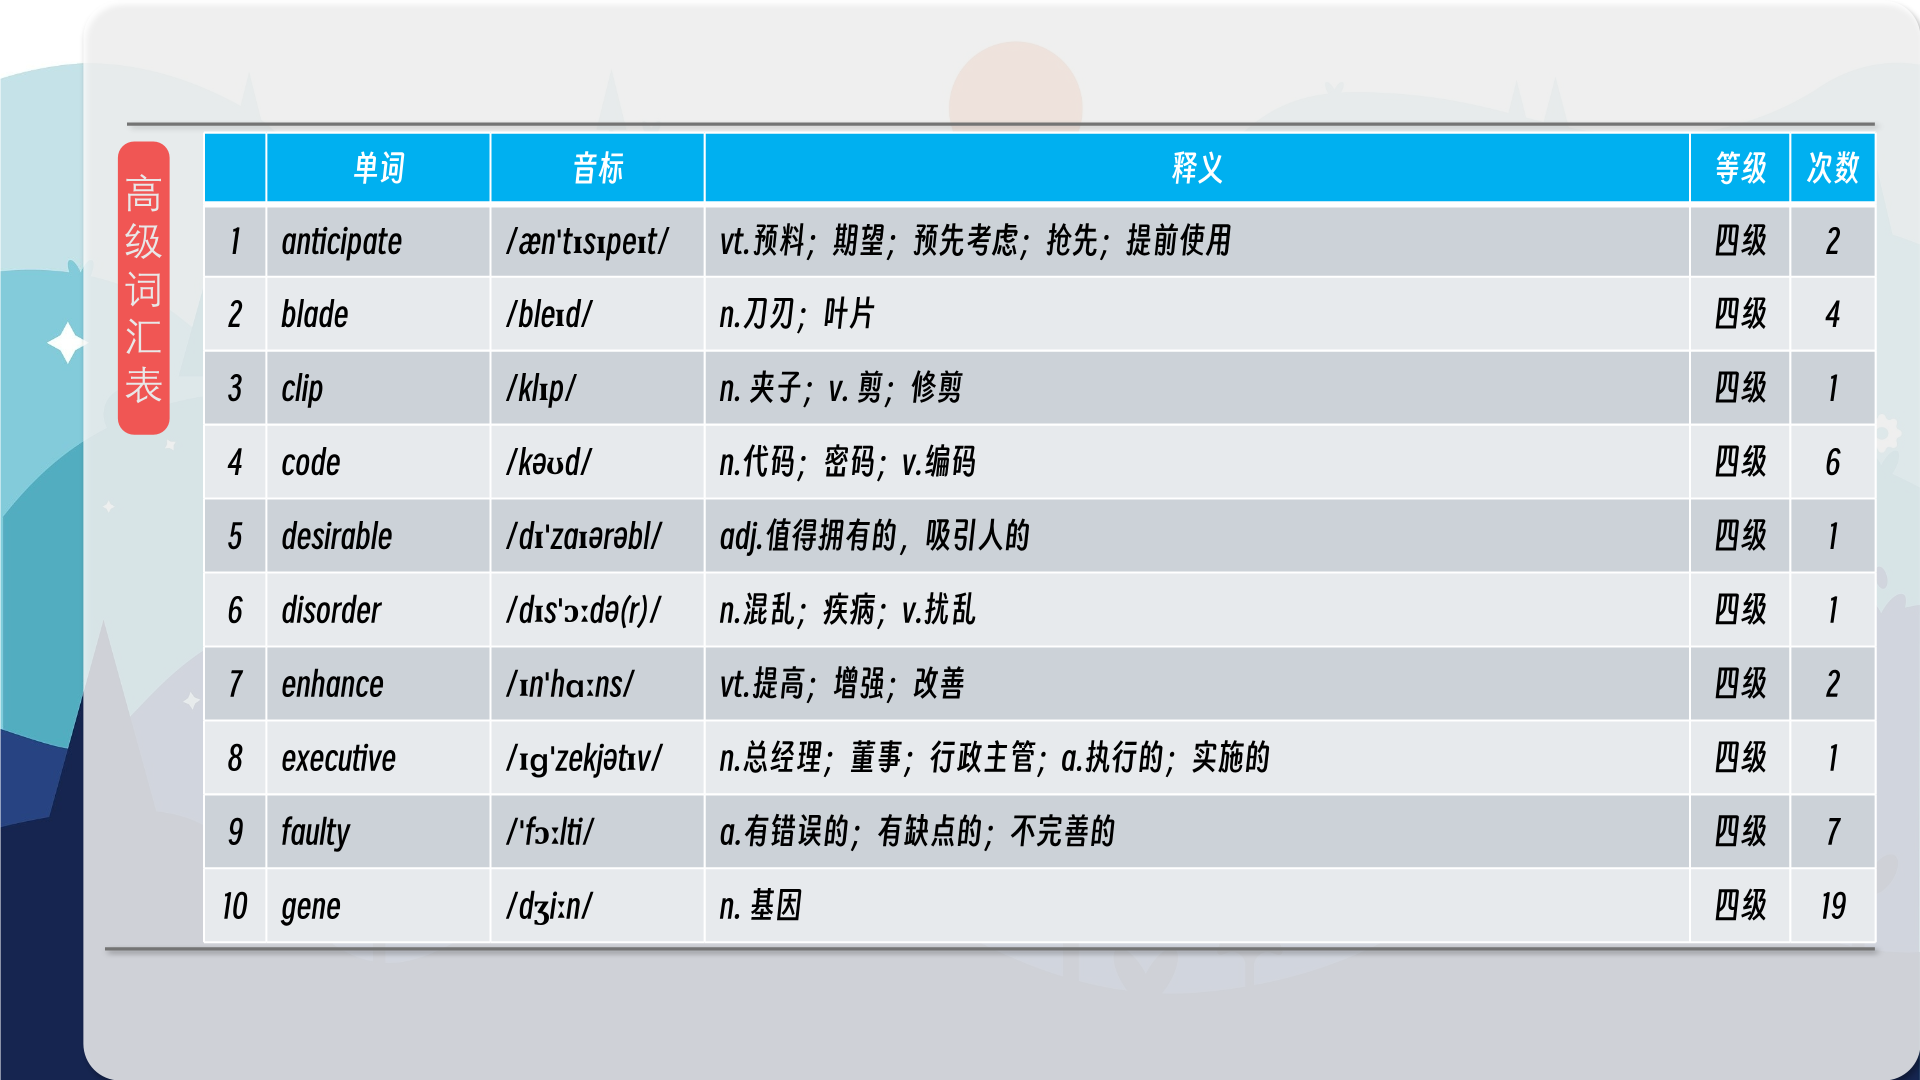 高级词汇表
单词 音标 释义 等级 次数
1 anticipate /æn'tɪsɪpeɪt/ vt.预料；期望；预先考虑；抢先；提前使用 四级 2
2 blade /bleɪd/ n.刀刃；叶片 四级 4
3 clip /klɪp/ n. 夹子；v. 剪；修剪 四级 1
4 code /kəʊd/ n.代码；密码；v.编码 四级 6
5 desirable /dɪ'zaɪərəbl/ adj.值得拥有的，吸引人的 四级 1
6 disorder /dɪs'ɔːdə(r)/ n.混乱；疾病；v.扰乱 四级 1
7 enhance /ɪn'hɑːns/ vt.提高；增强；改善 四级 2
8 executive /ɪɡ'zekjətɪv/ n.总经理；董事；行政主管；a.执行的；实施的 四级 1
9 faulty /'fɔːlti/ a.有错误的；有缺点的；不完善的 四级 7
10 gene /dʒiːn/ n. 基因 四级 19